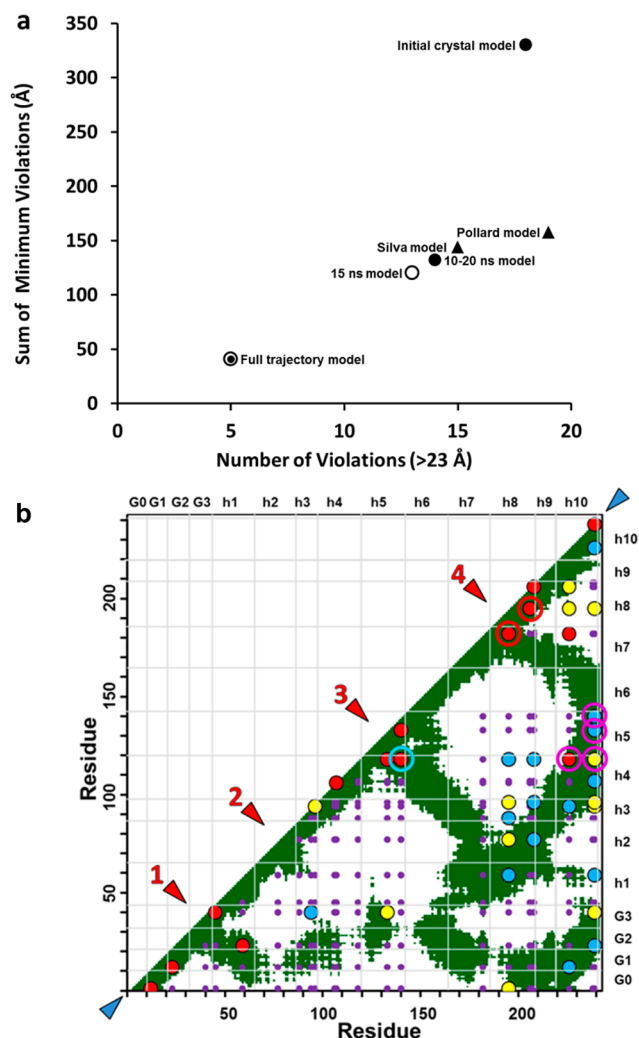 a
Sum of Minimum Violations (Å)
350
300
250
200
150
100
50
0
Initial crystal model
Pollard model
Silva model
10-20 ns model
15 ns model
Full trajectory model
0 5 10 15 20
Number of Violations (>23 Å)
b
G0 G1 G2 G3 h1 h2 h3 h4 h5 h6 h7 h8 h9 h10
Residue
200
150
100
50
4
3
2
1
h10
h9
h8
h7
h6
h5
h4
h3
h2
h1
G3
G2
G1
G0
50 100 150 200
Residue